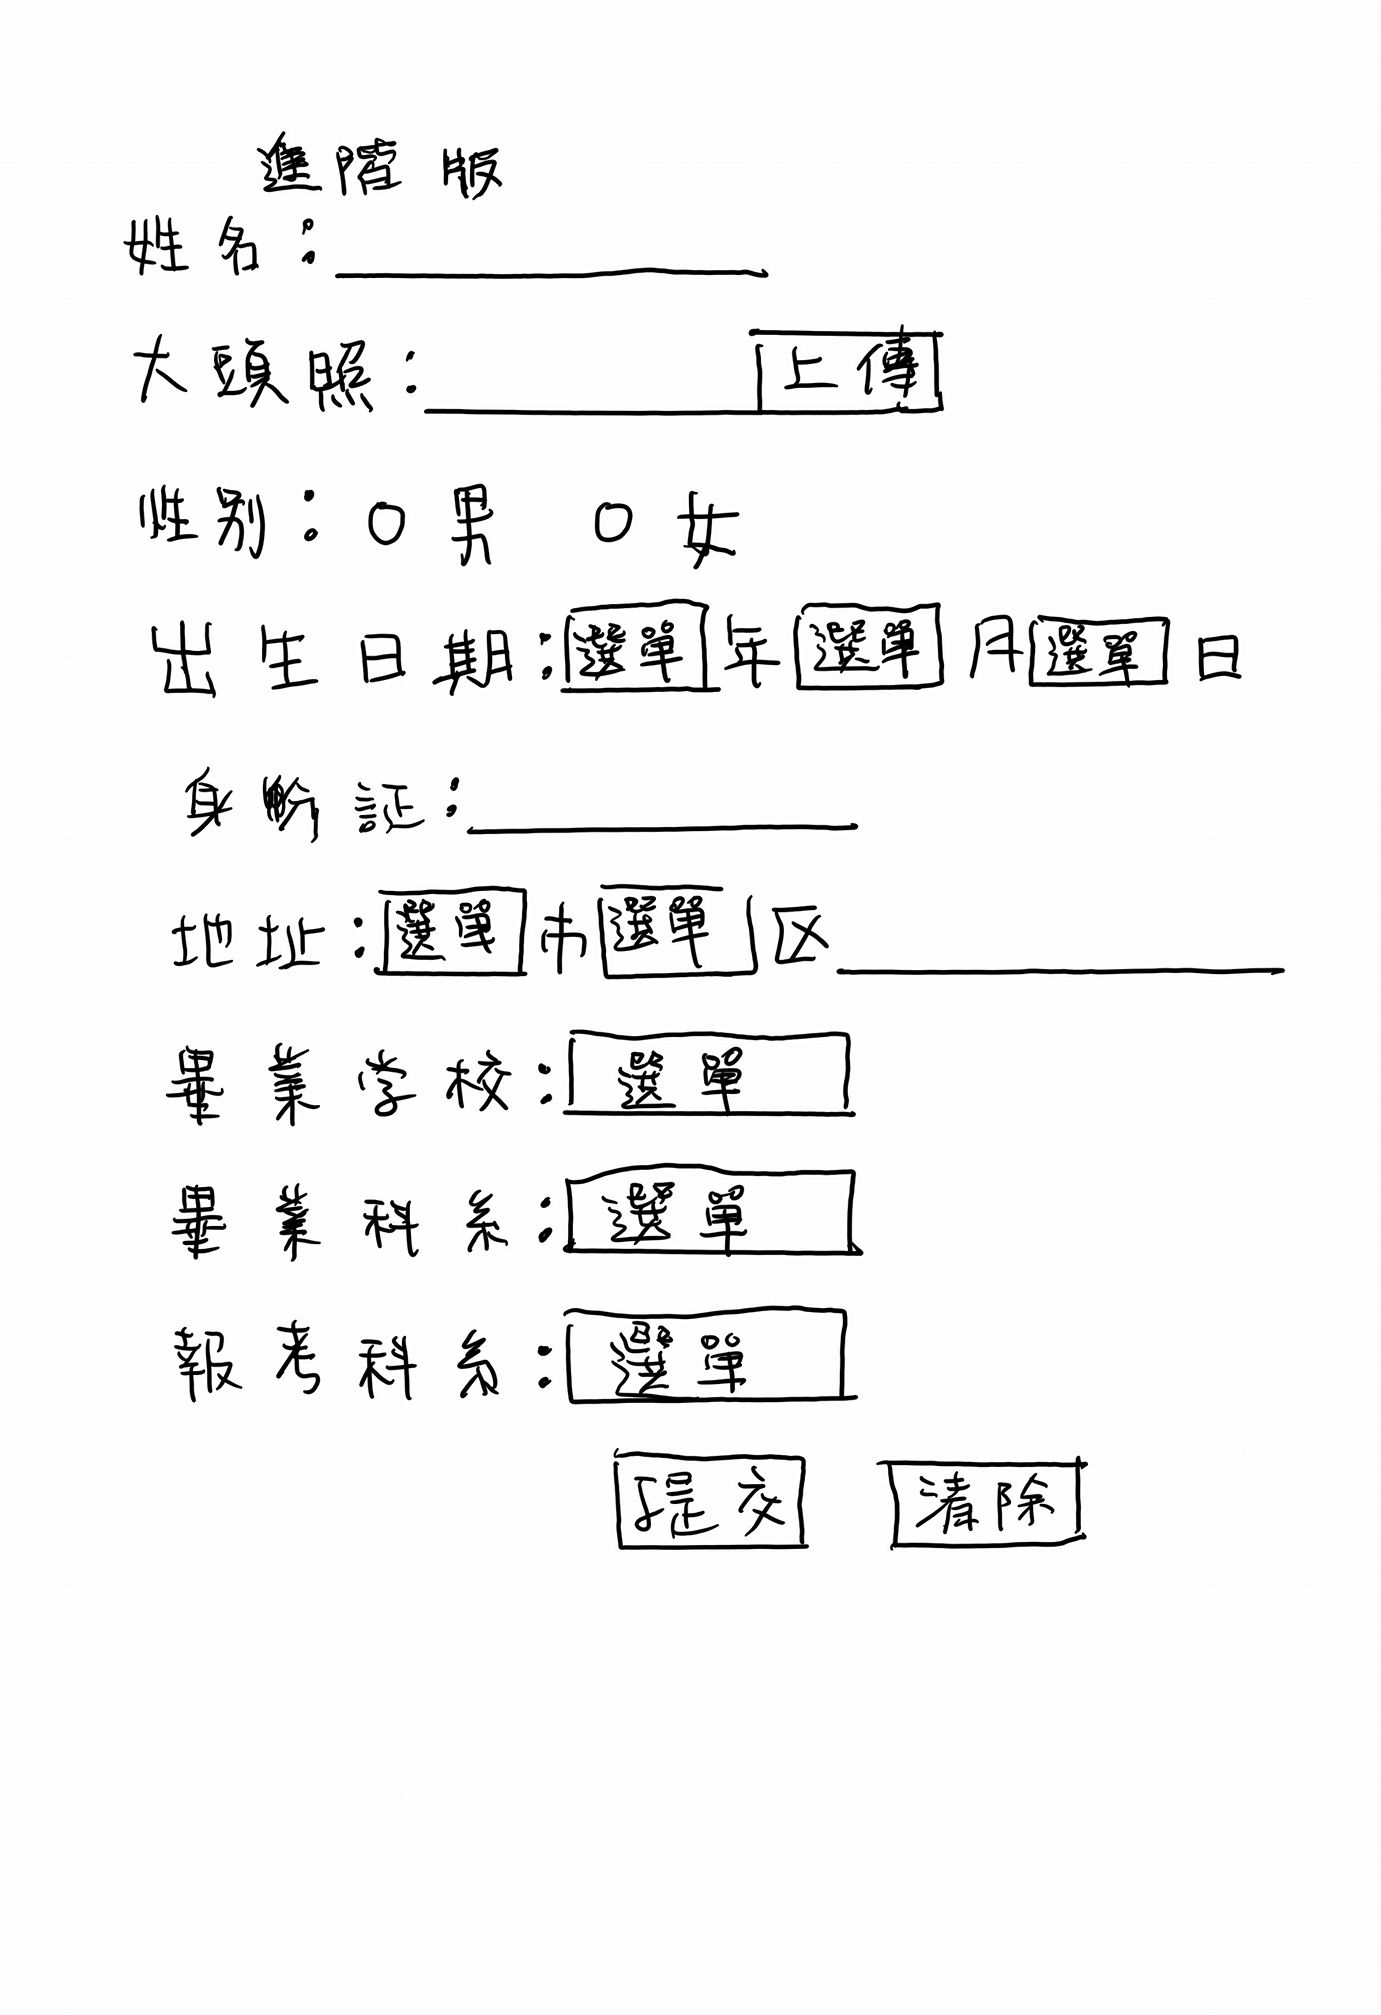 進階版
姓名：
大頭照： 上傳
性別： 男 女
出生日期：選單年選單月選單日
身份証：
地址：選單市選單区
畢業学校：選單
畢業科系：選單
報考科系：選單
提交 清除